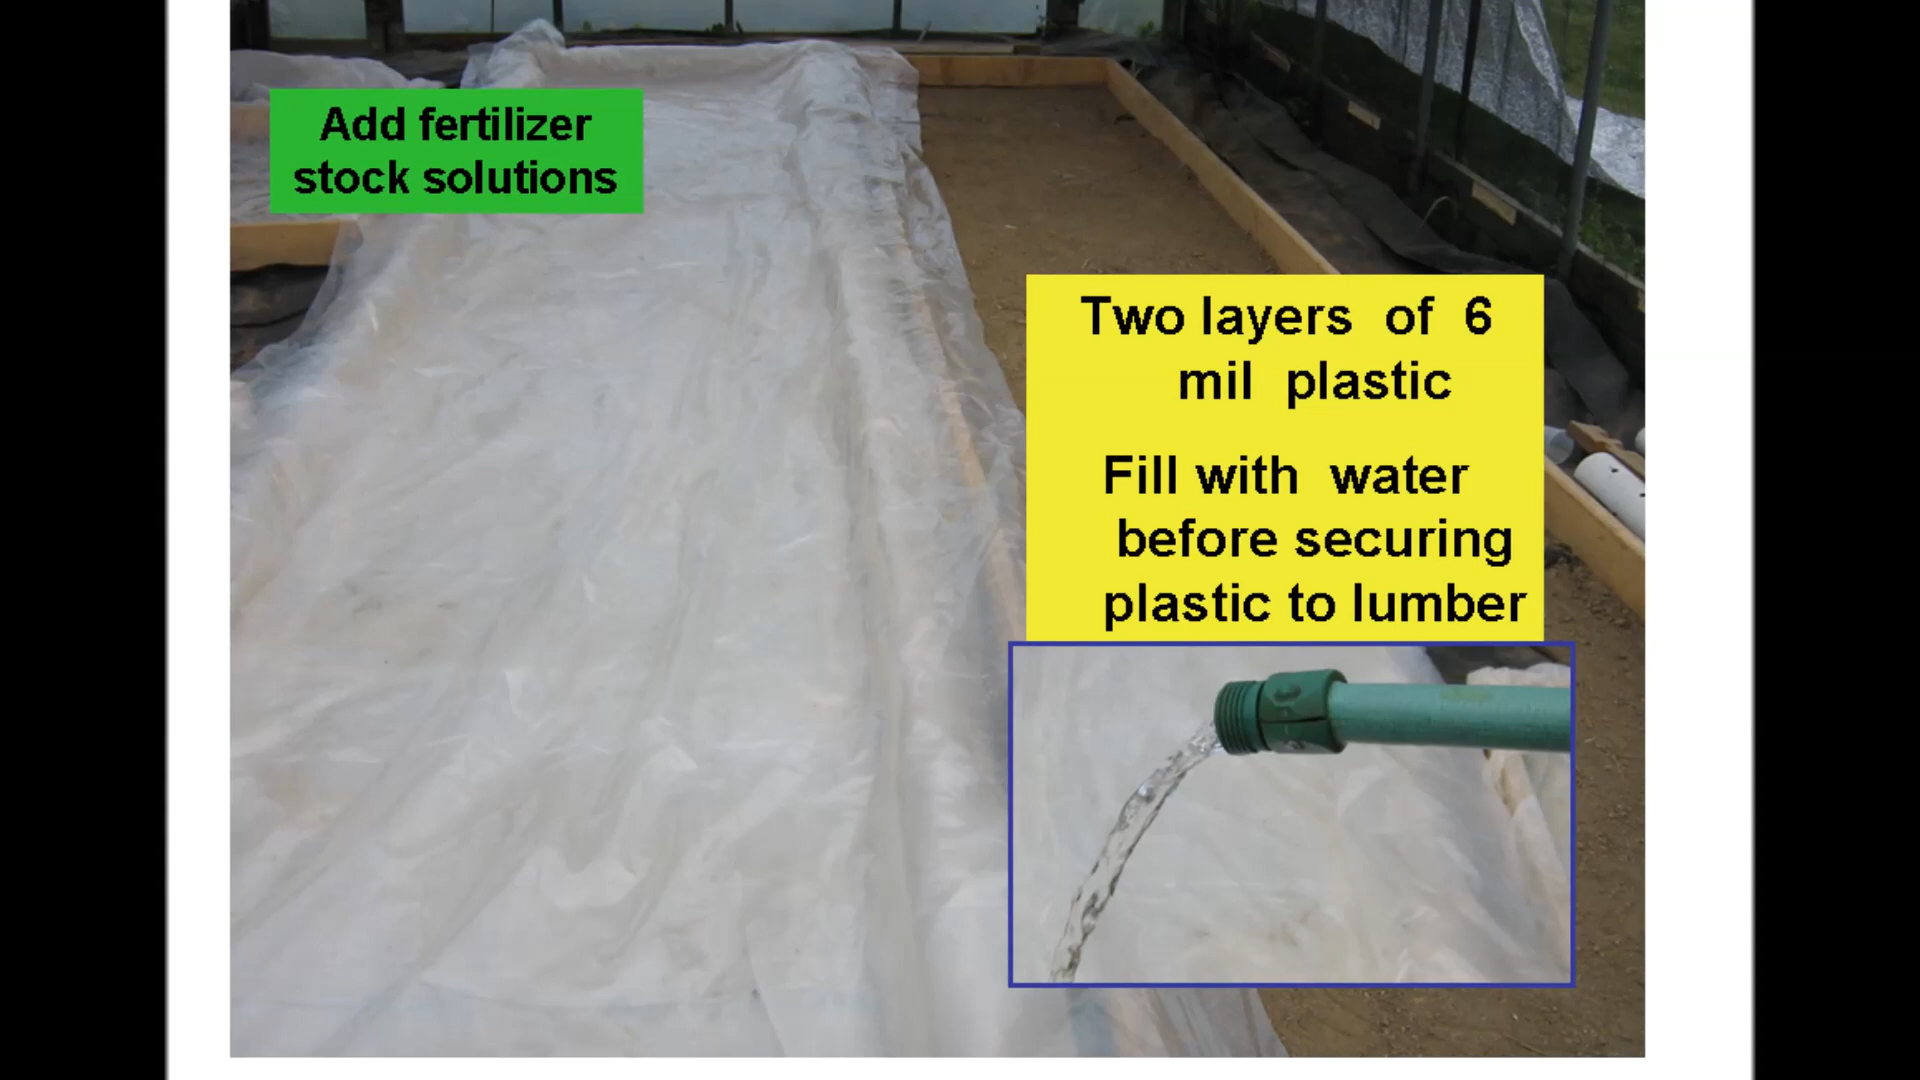 Add fertilizer
stock solutions
Two layers of 6
mil plastic
Fill with water
before securing
plastic to lumber